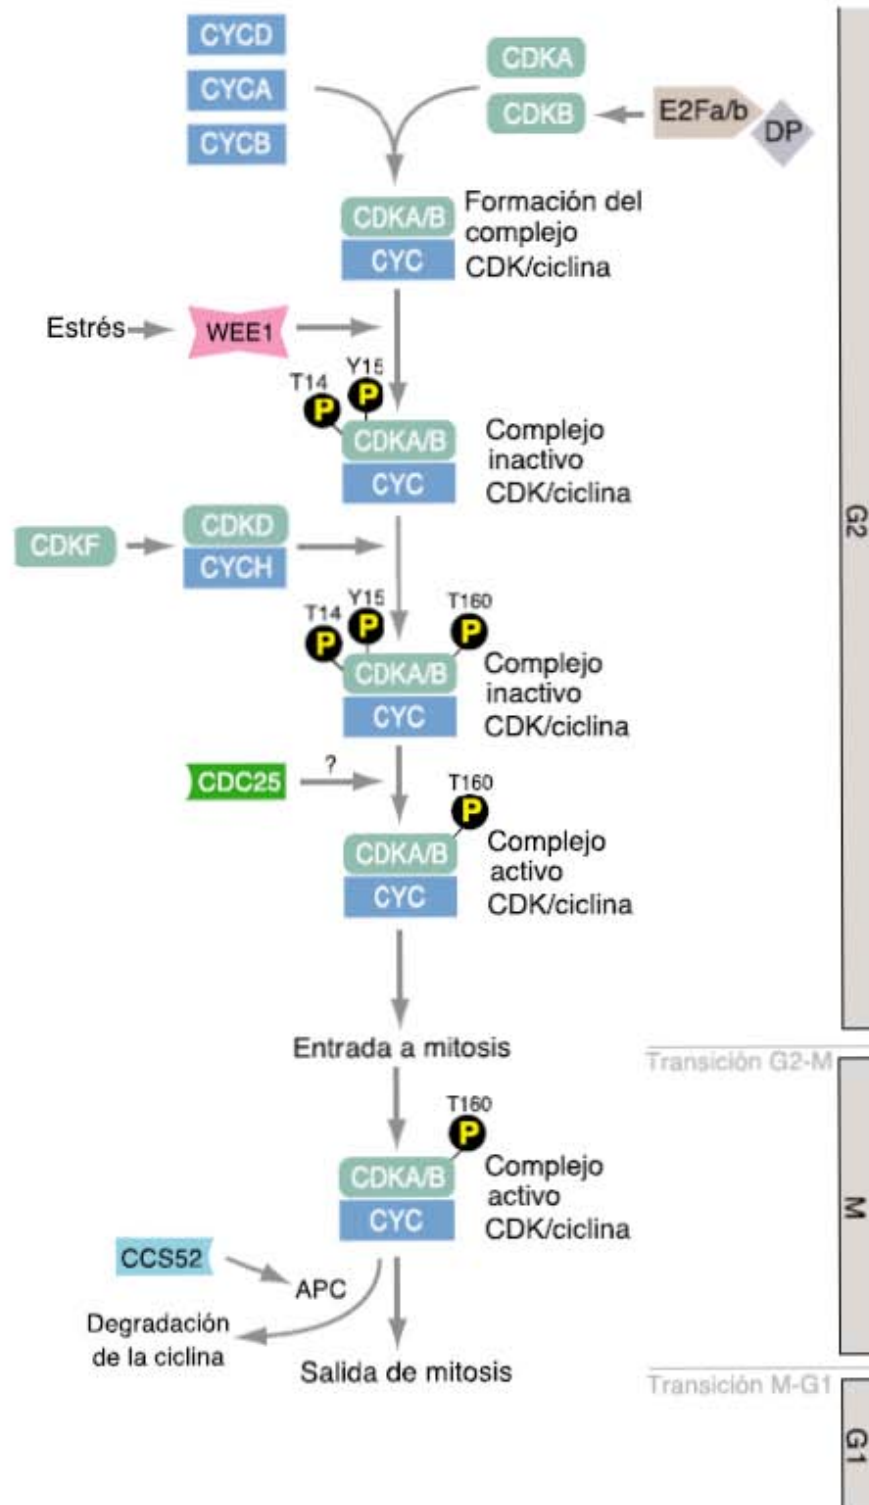 CYCD
CYCA
CYCB
CDKA
CDKB
E2Fa/b
DP
CDKA/B
CYC
Formación del
complejo
CDK/ciclina
Estrés
WEE1
T14
Y15
P
P
CDKA/B
CYC
Complejo
inactivo
CDK/ciclina
CDKF
CDKD
CYCH
T14
Y15
T160
P
P
P
CDKA/B
CYC
Complejo
inactivo
CDK/ciclina
CDC25
?
T160
P
CDKA/B
CYC
Complejo
activo
CDK/ciclina
G2
Entrada a mitosis
Transición G2-M
T160
P
CDKA/B
CYC
Complejo
activo
CDK/ciclina
M
CCS52
APC
Degradación
de la ciclina
Salida de mitosis
Transición M-G1
G1